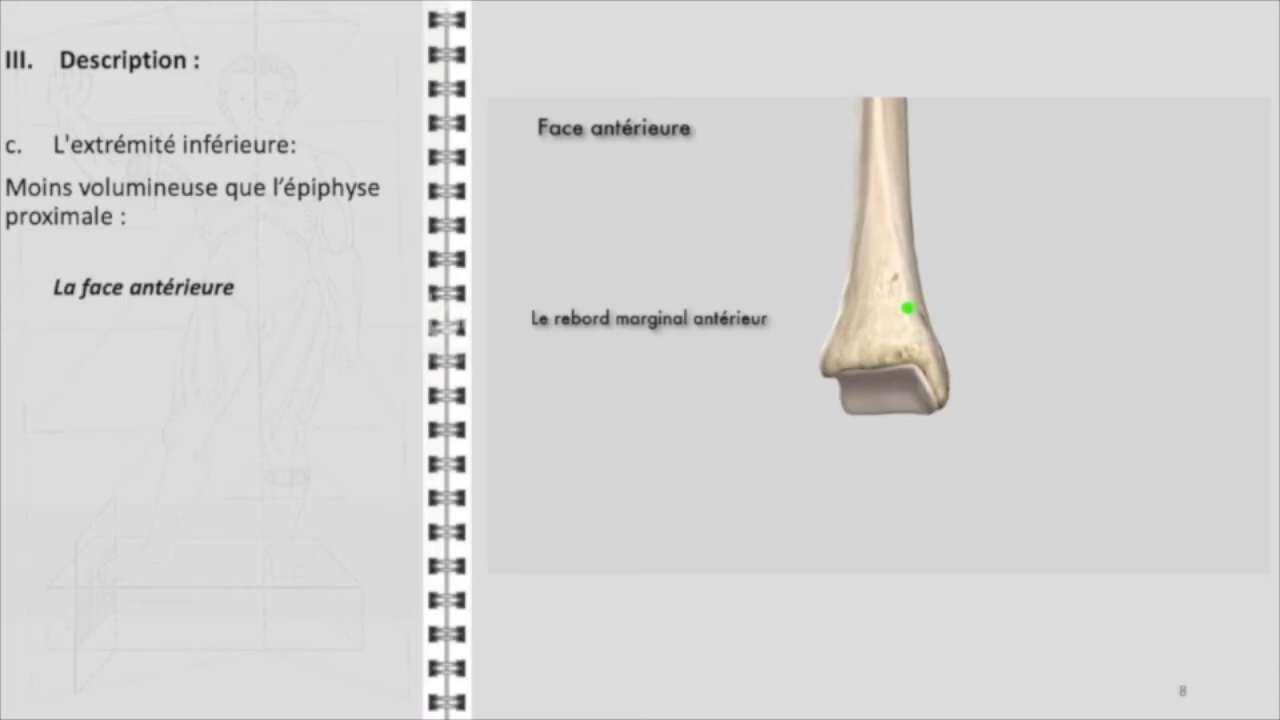 III. Description :
c. L'extrémité inférieure:
Moins volumineuse que l’épiphyse
proximale :
La face antérieure
Face antérieure
Le rebord marginal antérieur
8